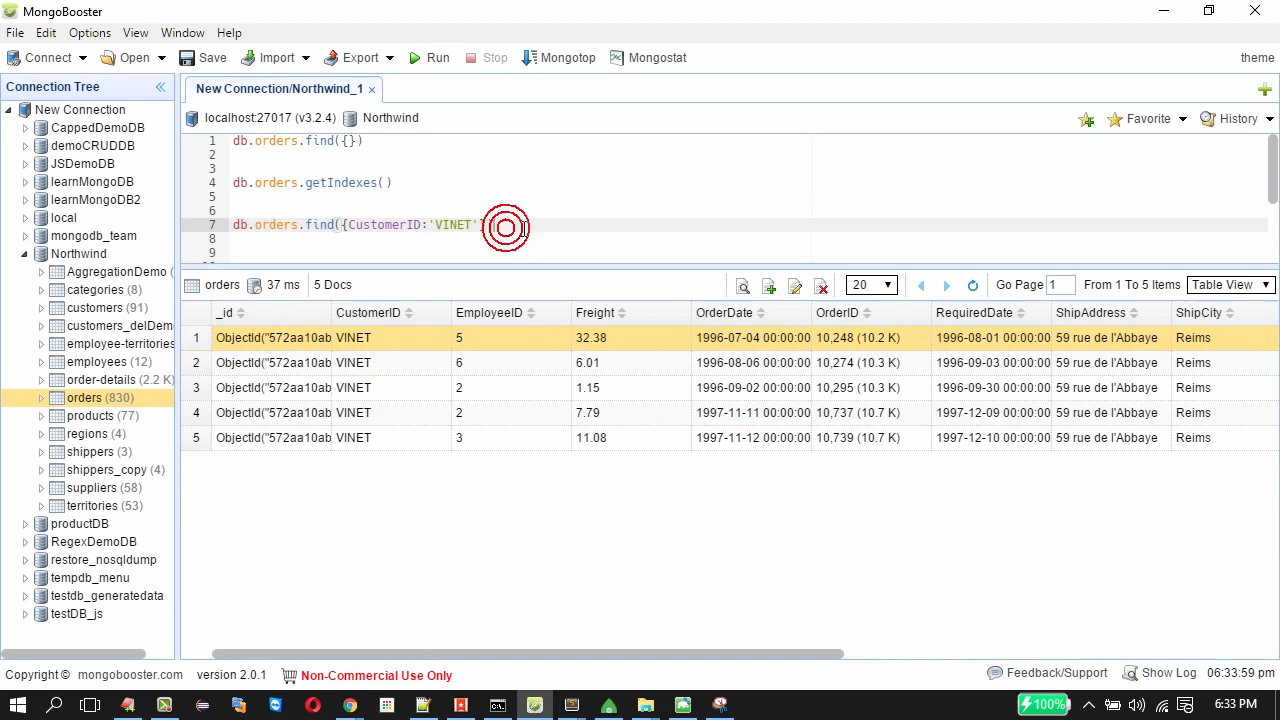 MongoBooster
File Edit Options View Window Help
Connect Open Save Import Export Run Stop Mongotop Mongostat theme
Connection Tree
New Connection/Northwind_1 ×
New Connection
localhost:27017 (v3.2.4) Northwind Favorite History
CappedDemoDB
demoCRUDDB
JSDemoDB
learnMongoDB
learnMongoDB2
local
mongodb_team
Northwind
AggregationDemo (
categories (8)
customers (91)
customers_delDemo
employee-territories
employees (12)
order-details (2.2 K)
orders (830)
products (77)
regions (4)
shippers (3)
shippers_copy (4)
suppliers (58)
territories (53)
productDB
RegexDemoDB
restore_nosqldump
tempdb_menu
testdb_generatedata
testDB_js
1 db.orders.find({})
2
3
4 db.orders.getIndexes()
5
6
7 db.orders.find({CustomerID:'VINET'}
8
9
orders 37 ms 5 Docs 20 Go Page 1 From 1 To 5 Items Table View
_id CustomerID EmployeeID Freight OrderDate OrderID RequiredDate ShipAddress ShipCity
1 ObjectId("572aa10ab VINET 5 32.38 1996-07-04 00:00:00 10,248 (10.2 K) 1996-08-01 00:00:00 59 rue de l'Abbaye Reims
2 ObjectId("572aa10ab VINET 6 6.01 1996-08-06 00:00:00 10,274 (10.3 K) 1996-09-03 00:00:00 59 rue de l'Abbaye Reims
3 ObjectId("572aa10ab VINET 2 1.15 1996-09-02 00:00:00 10,295 (10.3 K) 1996-09-30 00:00:00 59 rue de l'Abbaye Reims
4 ObjectId("572aa10ab VINET 2 7.79 1997-11-11 00:00:00 10,737 (10.7 K) 1997-12-09 00:00:00 59 rue de l'Abbaye Reims
5 ObjectId("572aa10ab VINET 3 11.08 1997-11-12 00:00:00 10,739 (10.7 K) 1997-12-10 00:00:00 59 rue de l'Abbaye Reims
Copyright © mongobooster.com version 2.0.1 Non-Commercial Use Only Feedback/Support Show Log 06:33:59 pm
100% 6:33 PM